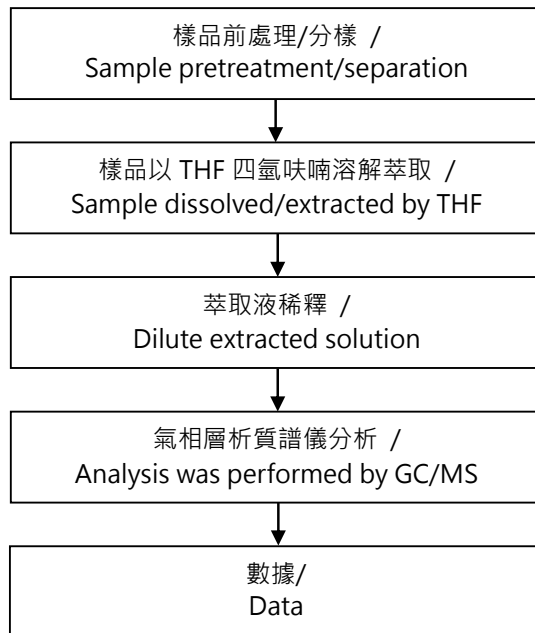 樣品前處理/分樣 /
Sample pretreatment/separation
樣品以 THF 四氫呋喃溶解萃取 /
Sample dissolved/extracted by THF
萃取液稀釋 /
Dilute extracted solution
氣相層析質譜儀分析 /
Analysis was performed by GC/MS
數據/
Data